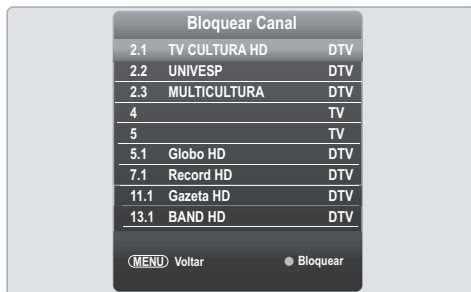 Bloquear Canal
2.1 TV CULTURA HD DTV
2.2 UNIVESP DTV
2.3 MULTICULTURA DTV
4 TV
5 TV
5.1 Globo HD DTV
7.1 Record HD DTV
11.1 Gazeta HD DTV
13.1 BAND HD DTV
MENU Voltar Bloquear